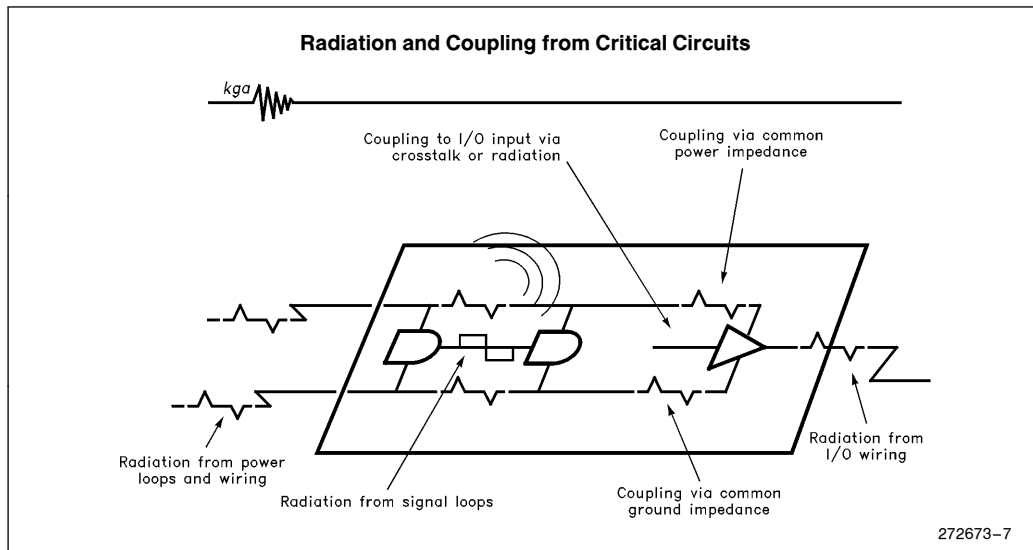 Radiation and Coupling from Critical Circuits
kga
Coupling to I/O input via
crosstalk or radiation
Coupling via common
power impedance
Radiation from power
loops and wiring
Radiation from signal loops
Coupling via common
ground impedance
Radiation from
I/O wiring
272673–7